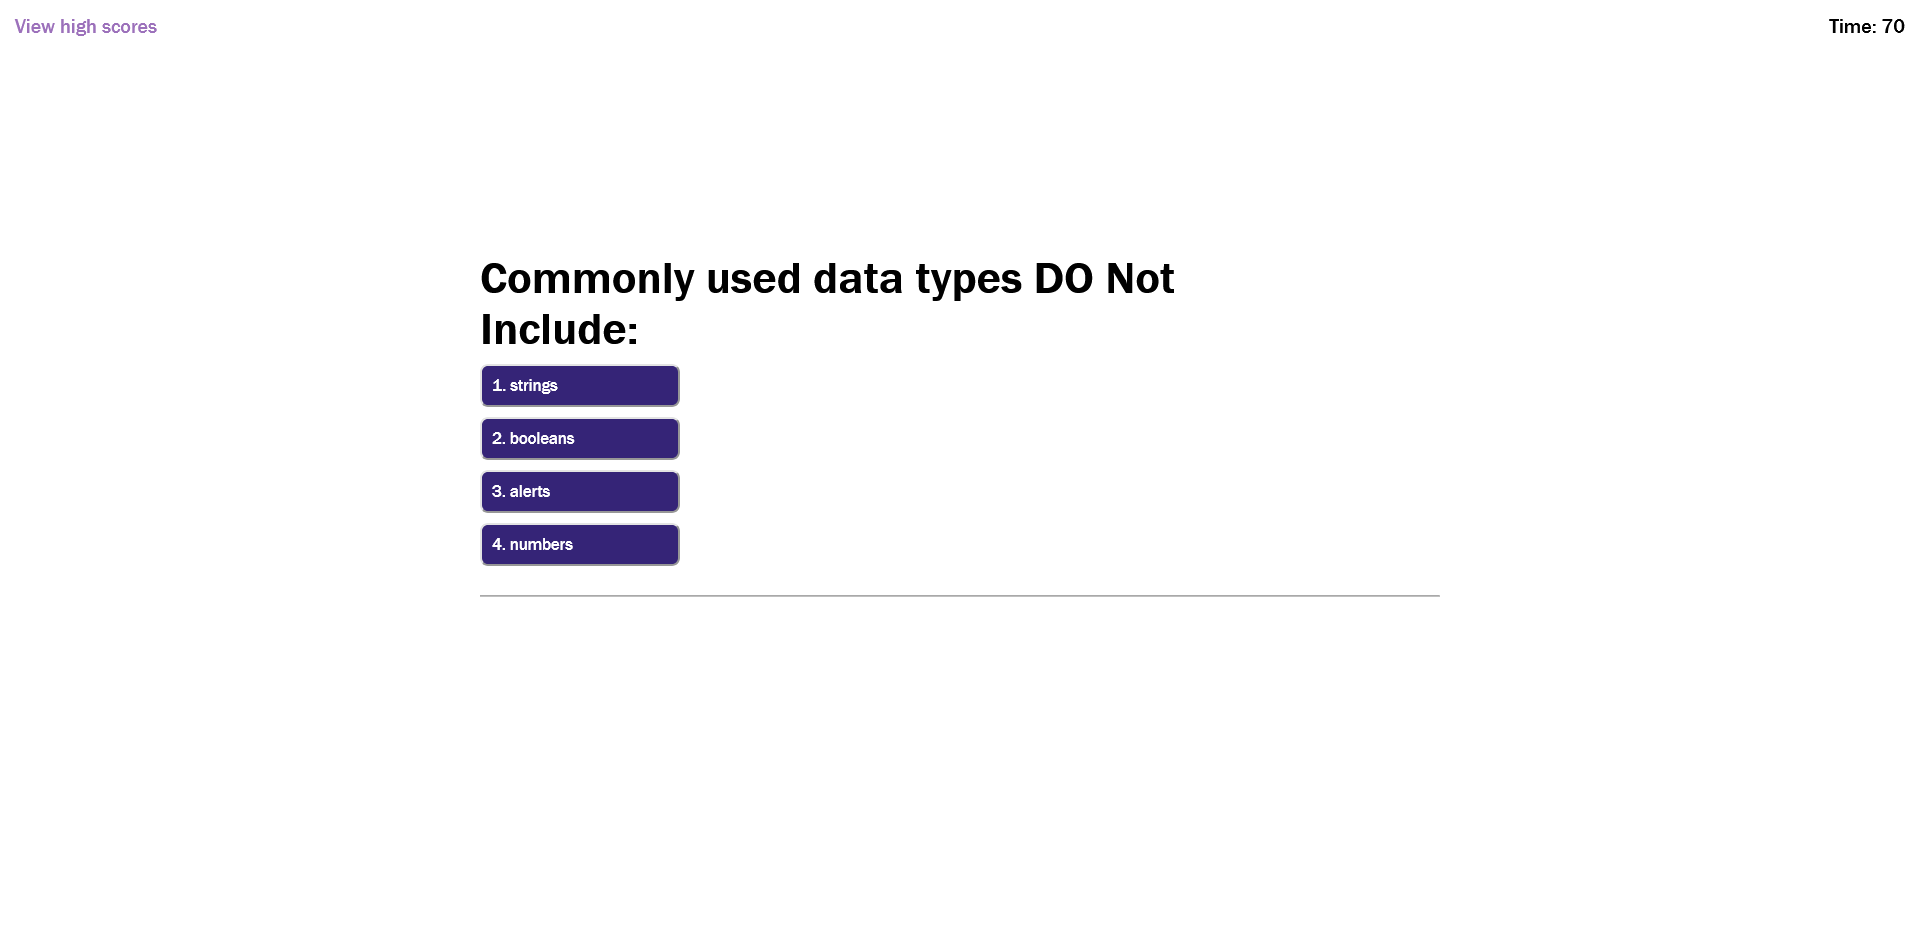 View high scores
Time: 70
Commonly used data types DO Not
Include:
1. strings
2. booleans
3. alerts
4. numbers